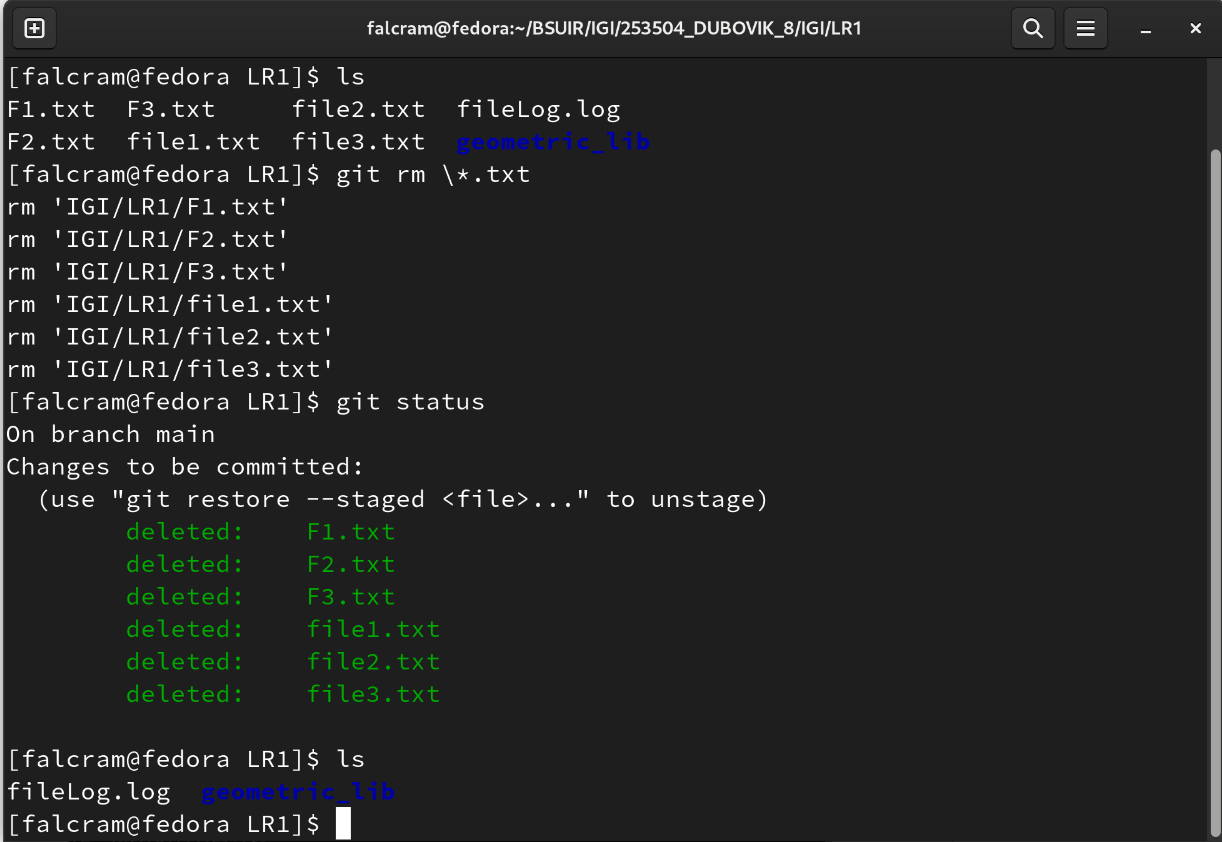 falcram@fedora:~/BSUIR/IGI/253504_DUBOVIK_8/IGI/LR1
[falcram@fedora LR1]$ ls
F1.txt  F3.txt     file2.txt  fileLog.log
F2.txt  file1.txt  file3.txt  geometric_lib
[falcram@fedora LR1]$ git rm \*.txt
rm 'IGI/LR1/F1.txt'
rm 'IGI/LR1/F2.txt'
rm 'IGI/LR1/F3.txt'
rm 'IGI/LR1/file1.txt'
rm 'IGI/LR1/file2.txt'
rm 'IGI/LR1/file3.txt'
[falcram@fedora LR1]$ git status
On branch main
Changes to be committed:
  (use "git restore --staged <file>..." to unstage)
        deleted:    F1.txt
        deleted:    F2.txt
        deleted:    F3.txt
        deleted:    file1.txt
        deleted:    file2.txt
        deleted:    file3.txt
[falcram@fedora LR1]$ ls
fileLog.log  geometric_lib
[falcram@fedora LR1]$